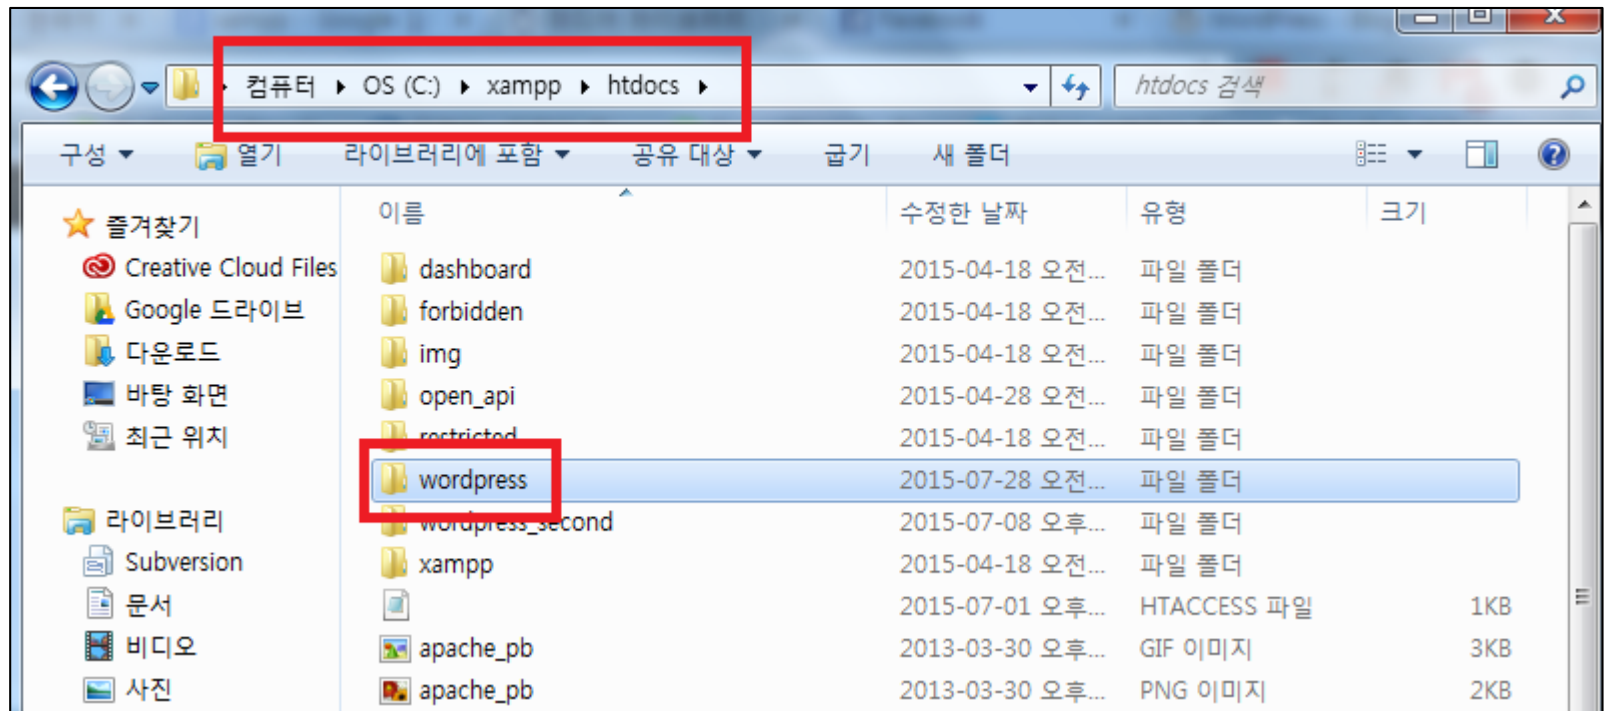 컴퓨터 ▸ OS (C:) ▸ xampp ▸ htdocs ▸
htdocs 검색
구성 열기 라이브러리에 포함 공유 대상 굽기 새 폴더
즐겨찾기
Creative Cloud Files
Google 드라이브
다운로드
바탕 화면
최근 위치
라이브러리
Subversion
문서
비디오
사진
이름 수정한 날짜 유형 크기
dashboard 2015-04-18 오전... 파일 폴더
forbidden 2015-04-18 오전... 파일 폴더
img 2015-04-18 오전... 파일 폴더
open_api 2015-04-28 오전... 파일 폴더
restricted 2015-04-18 오전... 파일 폴더
wordpress 2015-07-28 오전... 파일 폴더
wordpress_second 2015-07-08 오후... 파일 폴더
xampp 2015-04-18 오전... 파일 폴더
2015-07-01 오후... HTACCESS 파일 1KB
apache_pb 2013-03-30 오후... GIF 이미지 3KB
apache_pb 2013-03-30 오후... PNG 이미지 2KB